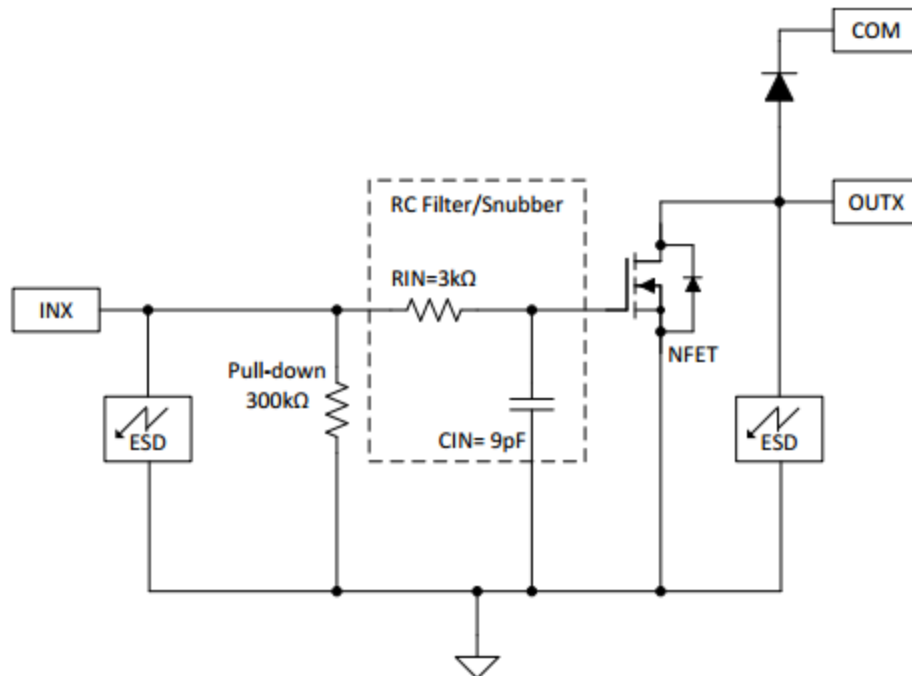 COM
OUTX
RC Filter/Snubber
RIN=3kΩ
INX
NFET
Pull-down
300kΩ
ESD
CIN= 9pF
ESD